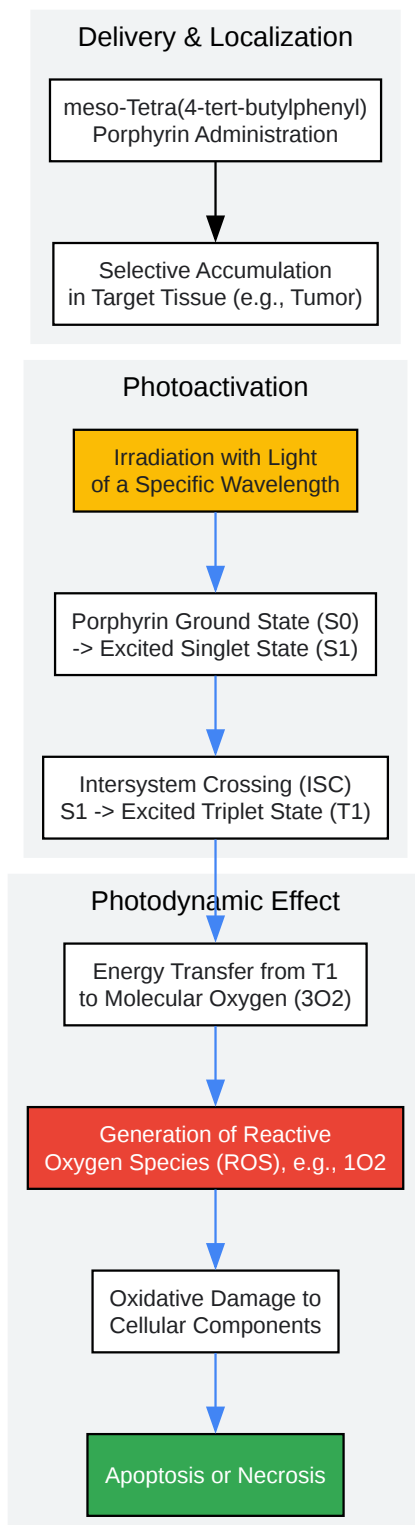 Delivery & Localization
meso-Tetra(4-tert-butylphenyl)
Porphyrin Administration
Selective Accumulation
in Target Tissue (e.g., Tumor)
Photoactivation
Irradiation with Light
of a Specific Wavelength
Porphyrin Ground State (S0)
-> Excited Singlet State (S1)
Intersystem Crossing (ISC)
S1 -> Excited Triplet State (T1)
Photodynamic Effect
Energy Transfer from T1
to Molecular Oxygen (3O2)
Generation of Reactive
Oxygen Species (ROS), e.g., 1O2
Oxidative Damage to
Cellular Components
Apoptosis or Necrosis